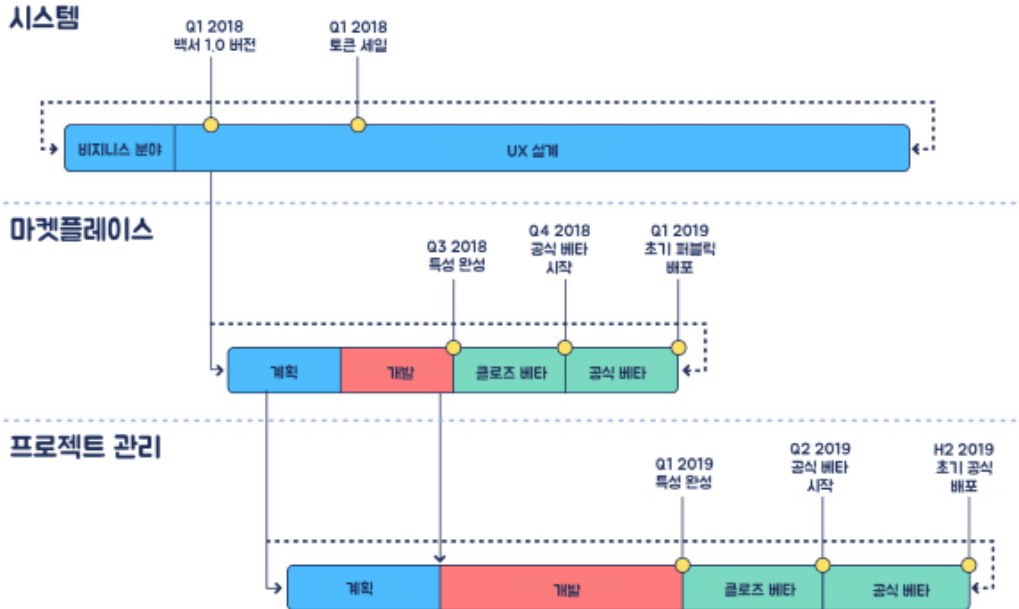 시스템
Q1 2018
백서 1.0 버전
Q1 2018
토큰 세일
비지니스 분야
UX 설계
마켓플레이스
Q3 2018
특성 완성
Q4 2018
공식 베타
시작
Q1 2019
초기 퍼블릭
배포
계획
개발
클로즈 베타
공식 베타
프로젝트 관리
Q1 2019
특성 완성
Q2 2019
공식 베타
시작
H2 2019
초기 공식
배포
계획
개발
클로즈 베타
공식 베타